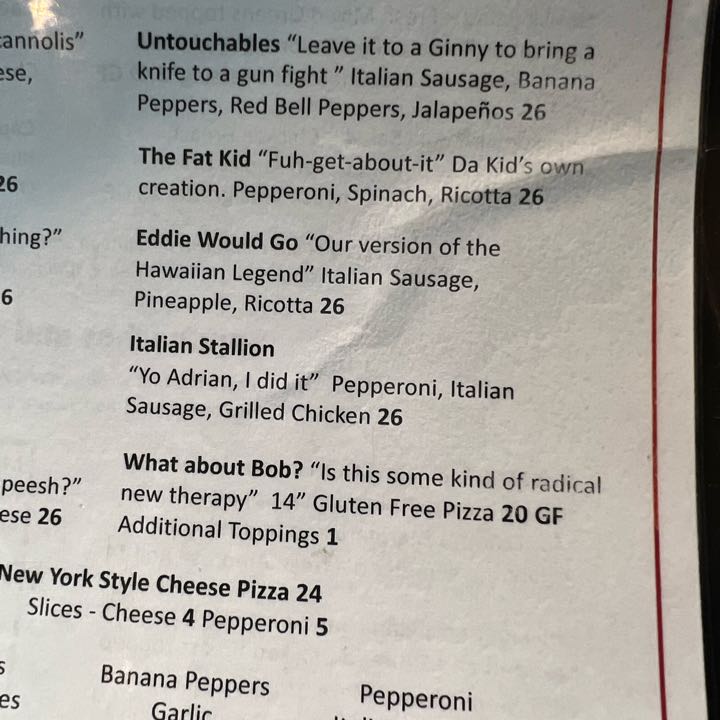 cannolis”
ese,
26
hing?”
6
peesh?”
ese 26
Untouchables “Leave it to a Ginny to bring a
knife to a gun fight ” Italian Sausage, Banana
Peppers, Red Bell Peppers, Jalapeños 26
The Fat Kid “Fuh-get-about-it” Da Kid’s own
creation. Pepperoni, Spinach, Ricotta 26
Eddie Would Go “Our version of the
Hawaiian Legend” Italian Sausage,
Pineapple, Ricotta 26
Italian Stallion
“Yo Adrian, I did it” Pepperoni, Italian
Sausage, Grilled Chicken 26
What about Bob? “Is this some kind of radical
new therapy” 14” Gluten Free Pizza 20 GF
Additional Toppings 1
New York Style Cheese Pizza 24
Slices - Cheese 4 Pepperoni 5
s
es
Banana Peppers
Garlic
Pepperoni